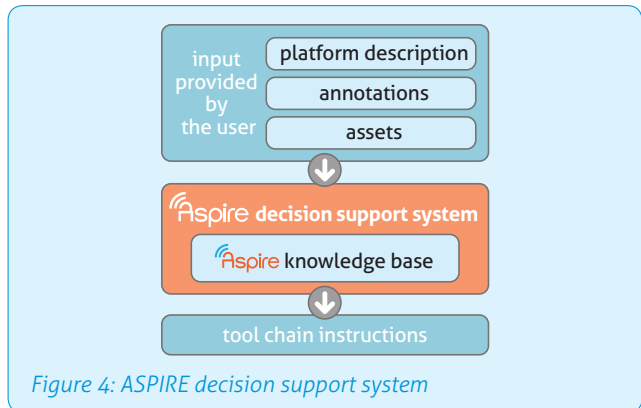 input
provided
by
the user
platform description
annotations
assets
Aspire decision support system
Aspire knowledge base
tool chain instructions
Figure 4: ASPIRE decision support system